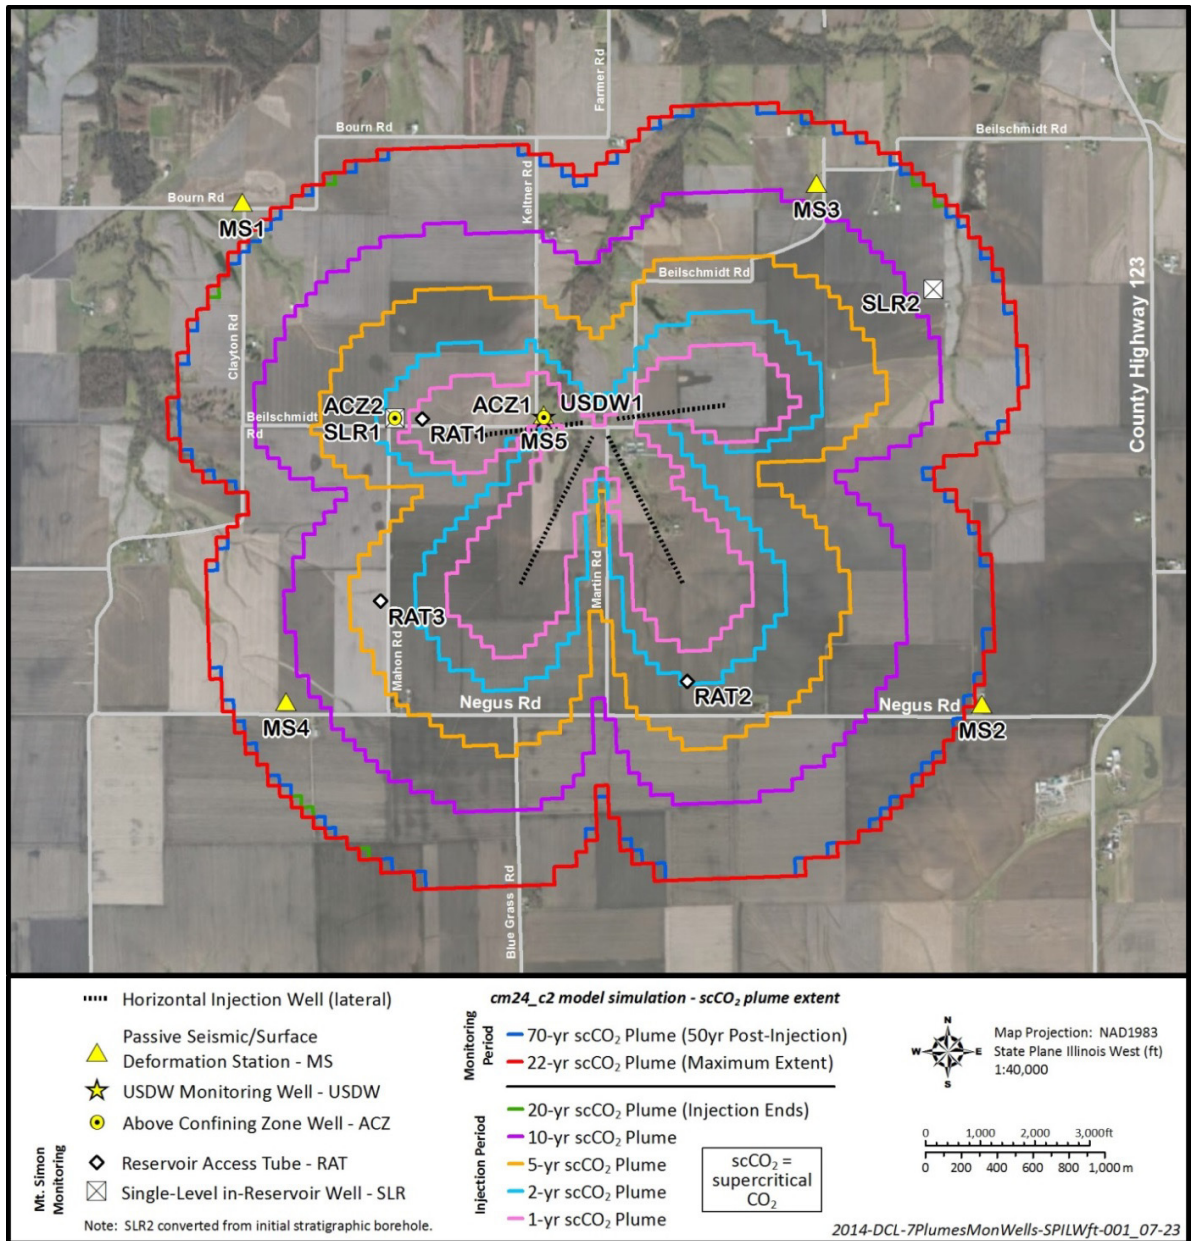 Farmer Rd
Bourn Rd
Beilschmidt Rd
Keltner Rd
Bourn Rd
MS1
MS3
Beilschmidt Rd
SLR2
County Highway 123
Clayton Rd
ACZ2
ACZ1
USDW1
Beilschmidt
Rd
SLR1
RAT1
MS5
Martin Rd
RAT3
Mahon Rd
RAT2
Negus Rd
Negus Rd
MS4
MS2
Blue Grass Rd
Horizontal Injection Well (lateral)
Passive Seismic/Surface
Deformation Station - MS
USDW Monitoring Well - USDW
Above Confining Zone Well - ACZ
Mt. Simon
Monitoring
Reservoir Access Tube - RAT
Single-Level in-Reservoir Well - SLR
Note: SLR2 converted from initial stratigraphic borehole.
cm24_c2 model simulation - scCO₂ plume extent
Monitoring
Period
70-yr scCO₂ Plume (50yr Post-Injection)
22-yr scCO₂ Plume (Maximum Extent)
Injection Period
20-yr scCO₂ Plume (Injection Ends)
10-yr scCO₂ Plume
5-yr scCO₂ Plume
2-yr scCO₂ Plume
1-yr scCO₂ Plume
scCO₂ =
supercritical
CO₂
N
W E
S
Map Projection: NAD1983
State Plane Illinois West (ft)
1:40,000
0 1,000 2,000 3,000ft
0 200 400 600 800 1,000 m
2014-DCL-7PlumesMonWells-SPILWft-001_07-23